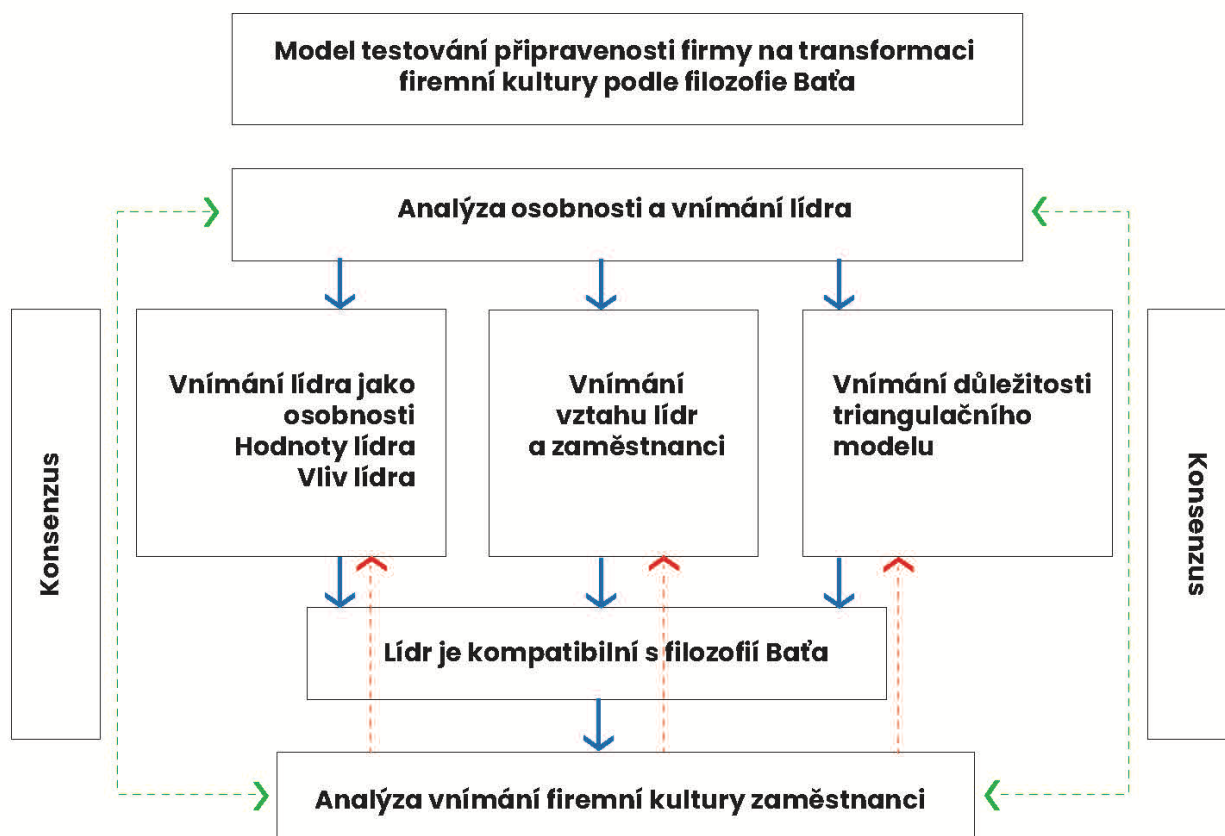 Model testování připravenosti firmy na transformaci
firemní kultury podle filozofie Baťa
Analýza osobnosti a vnímání lídra
Konsenzus
Vnímání lídra jako
osobnosti
Hodnoty lídra
Vliv lídra
Vnímání
vztahu lídr
a zaměstnanci
Vnímání důležitosti
triangulačního
modelu
Konsenzus
Lídr je kompatibilní s filozofií Baťa
Analýza vnímání firemní kultury zaměstnanci